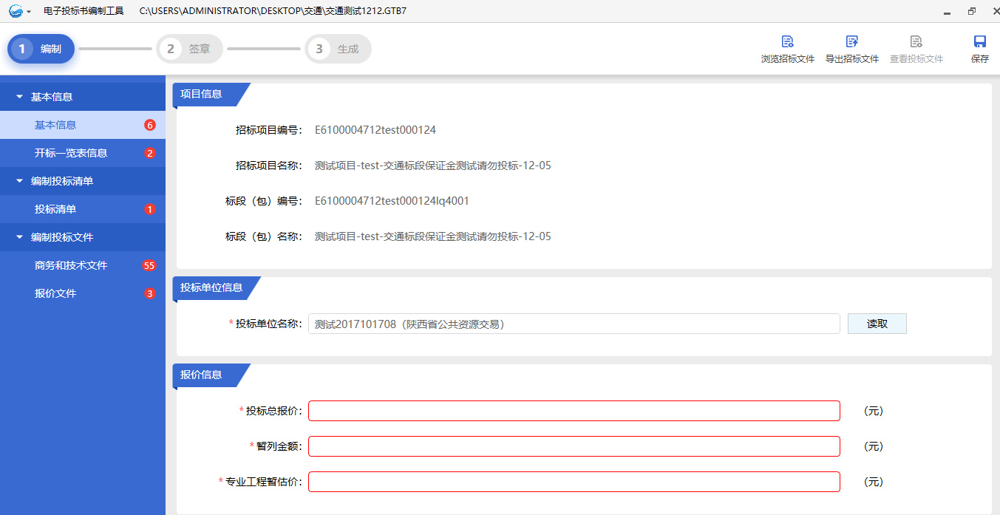 电子投标书编制工具 C:\USERS\ADMINISTRATOR\DESKTOP\交通\交通测试1212.GTB7
1 编制 2 签章 3 生成
浏览招标文件 导出招标文件 查看投标文件 保存
基本信息
基本信息 6
开标一览表信息 2
编制投标清单
投标清单 1
编制投标文件
商务和技术文件 55
报价文件 3
项目信息
招标项目编号: E6100004712test000124
招标项目名称: 测试项目-test-交通标段保证金测试请勿投标-12-05
标段（包）编号: E6100004712test000124lq4001
标段（包）名称: 测试项目-test-交通标段保证金测试请勿投标-12-05
投标单位信息
*投标单位名称: 测试2017101708（陕西省公共资源交易） 读取
报价信息
*投标总报价: （元）
*暂列金额: （元）
*专业工程暂估价: （元）